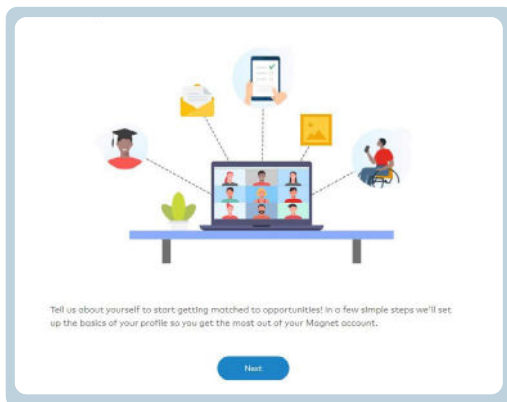 Tell us about yourself to start getting matched to opportunities! In a few simple steps we'll set
up the basics of your profile so you get the most out of your Magnet account.
Next